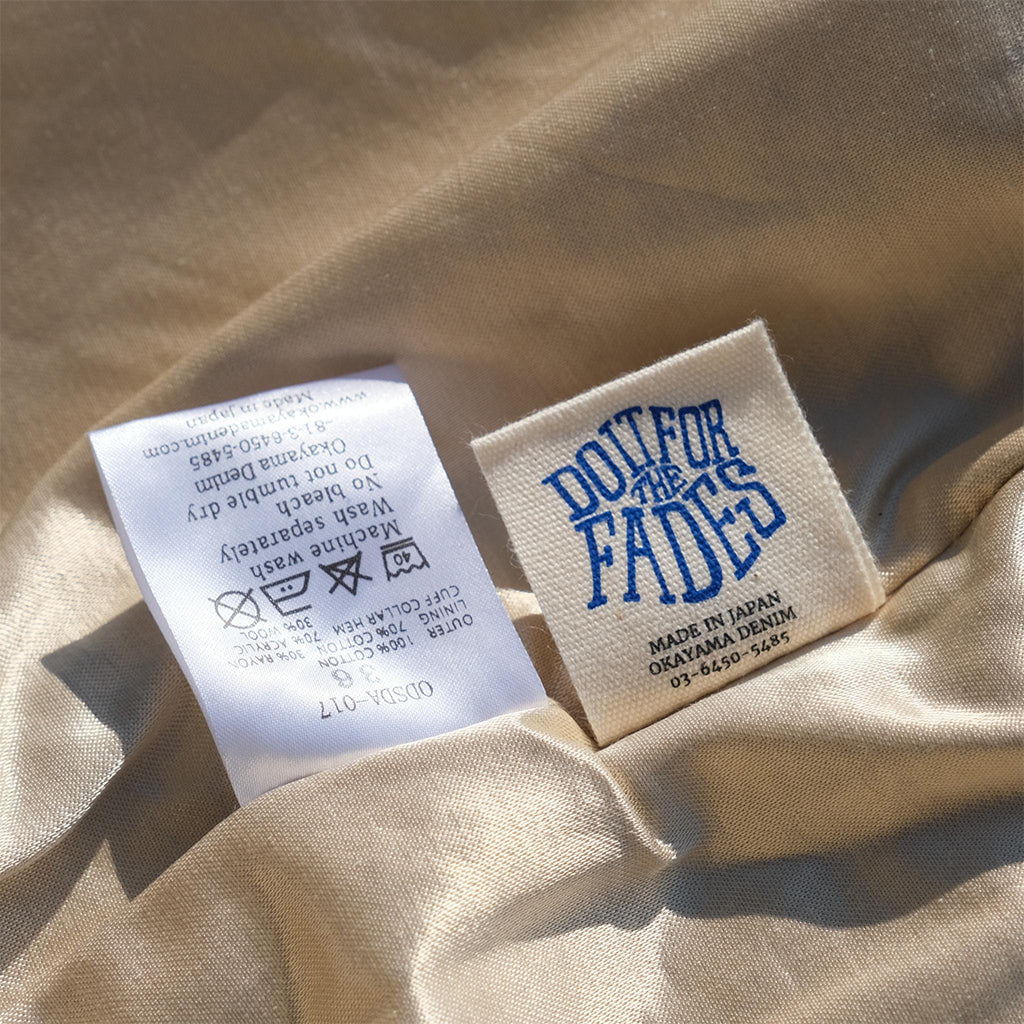 ODSDA-017
36
OUTER 100% COTTON
LINING 70% COTTON 30% RAYON
CUFF COLLAR HEM 70% ACRYLIC
30% WOOL
40
Machine wash
Wash separately
No bleach
Do not tumble dry
Okayama Denim
81-3-6450-5485
www.okayamadenim.com
Made in Japan
DO IT FOR
THE
FADES
MADE IN JAPAN
OKAYAMA DENIM
03-6450-5485